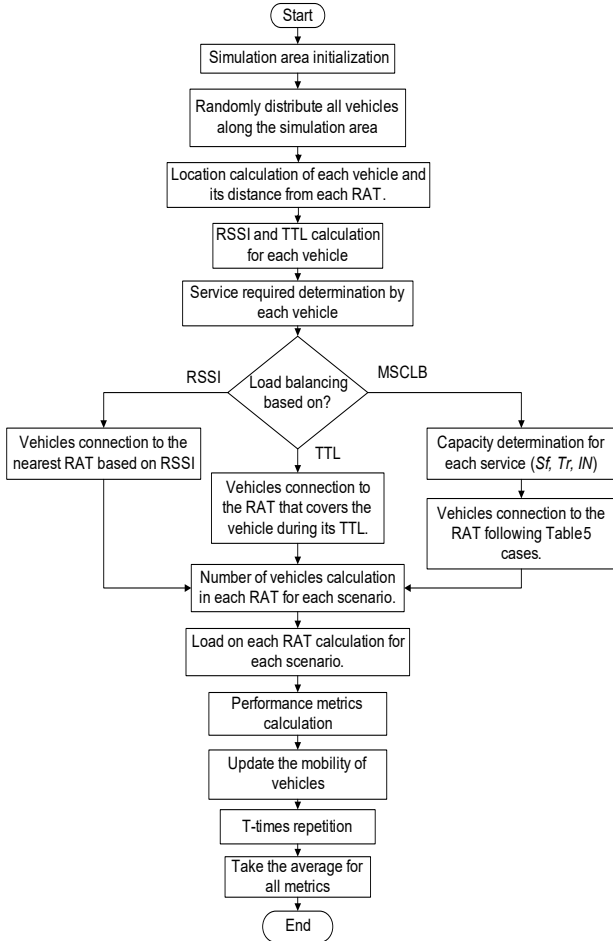 Start
Simulation area initialization
Randomly distribute all vehicles
along the simulation area
Location calculation of each vehicle and
its distance from each RAT.
RSSI and TTL calculation
for each vehicle
Service required determination by
each vehicle
RSSI
Load balancing
based on?
MSCLB
TTL
Vehicles connection to the
nearest RAT based on RSSI
Vehicles connection to
the RAT that covers the
vehicle during its TTL.
Capacity determination for
each service (Sf, Tr, IN)
Vehicles connection to the
RAT following Table5
cases.
Number of vehicles calculation
in each RAT for each scenario.
Load on each RAT calculation for
each scenario.
Performance metrics
calculation
Update the mobility of
vehicles
T-times repetition
Take the average for
all metrics
End